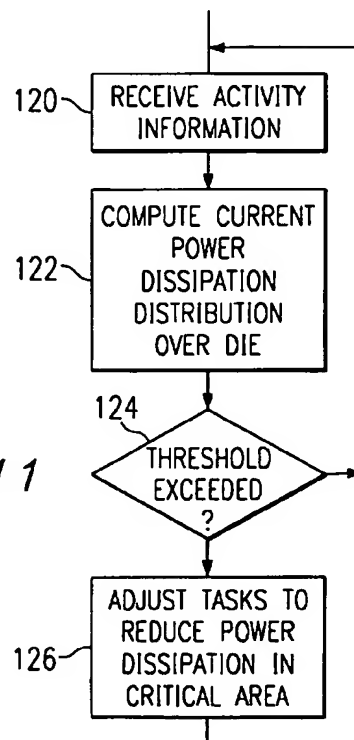 120
RECEIVE ACTIVITY
INFORMATION
122
COMPUTE CURRENT
POWER
DISSIPATION
DISTRIBUTION
OVER DIE
124
THRESHOLD
EXCEEDED
?
126
ADJUST TASKS TO
REDUCE POWER
DISSIPATION IN
CRITICAL AREA